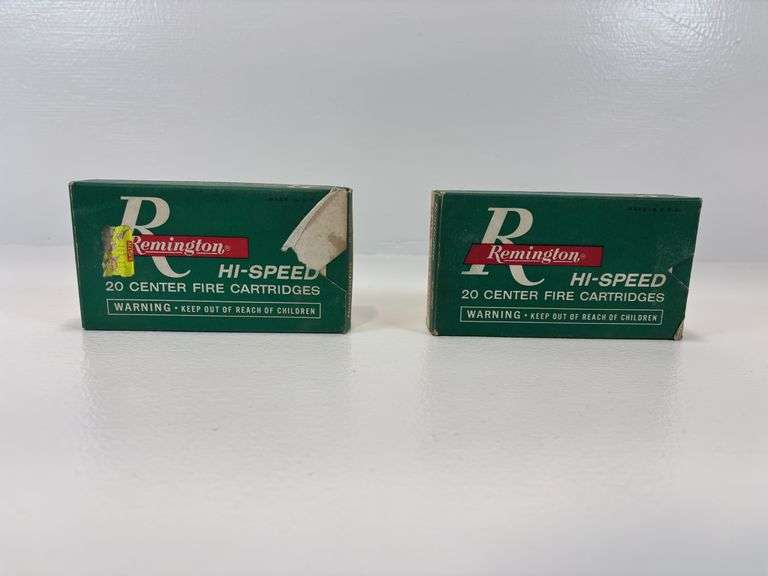 R
Remington®
HI-SPEED
20 CENTER FIRE CARTRIDGES
WARNING • KEEP OUT OF REACH OF CHILDREN
R
Remington®
HI-SPEED
20 CENTER FIRE CARTRIDGES
WARNING • KEEP OUT OF REACH OF CHILDREN